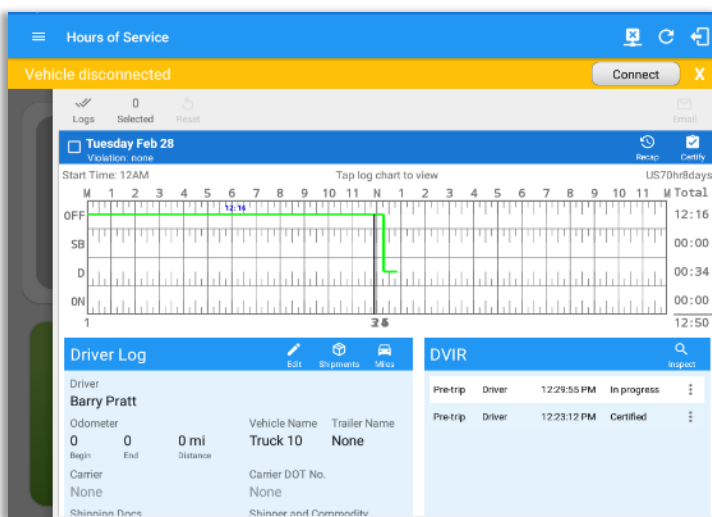 Hours of Service
Vehicle disconnected Connect X
Logs 0 Selected Reset Email
Tuesday Feb 28
Violation: none Recap Certify
Start Time: 12AM Tap log chart to view US70hr8days
M 1 2 3 4 5 6 7 8 9 10 11 N 1 2 3 4 5 6 7 8 9 10 11 M Total
12:16
OFF 12:16
SB 00:00
D 00:34
ON 00:00
1 12:50
Driver Log Edit Shipments Miles
Driver
Barry Pratt
Odometer Vehicle Name Trailer Name
0 0 0 mi Truck 10 None
Begin End Distance
Carrier Carrier DOT No.
None None
Shipping Docs Shipper and Commodity
DVIR Inspect
Pre-trip Driver 12:29:55 PM In progress
Pre-trip Driver 12:23:12 PM Certified